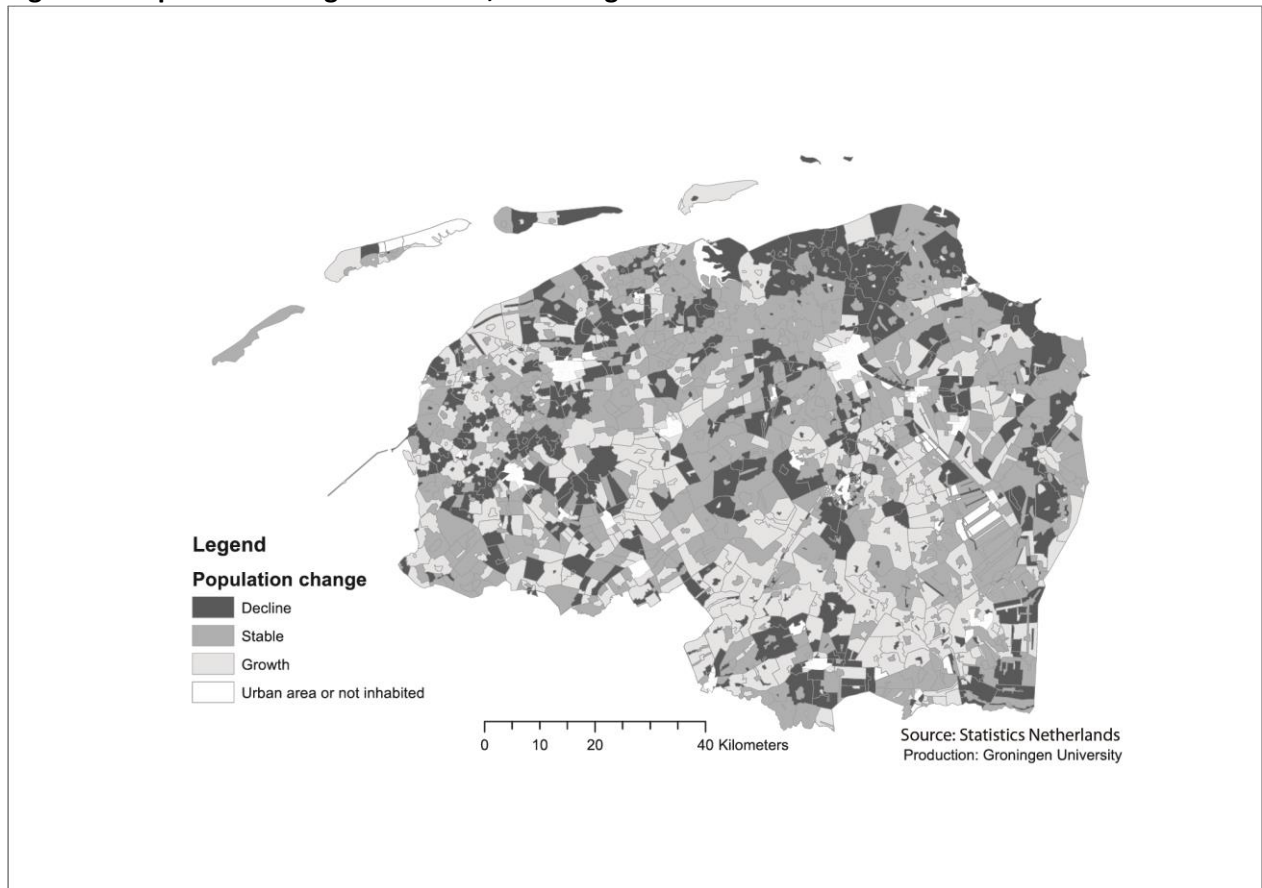 Legend
Population change
Decline
Stable
Growth
Urban area or not inhabited
0 10 20 40 Kilometers
Source: Statistics Netherlands
Production: Groningen University